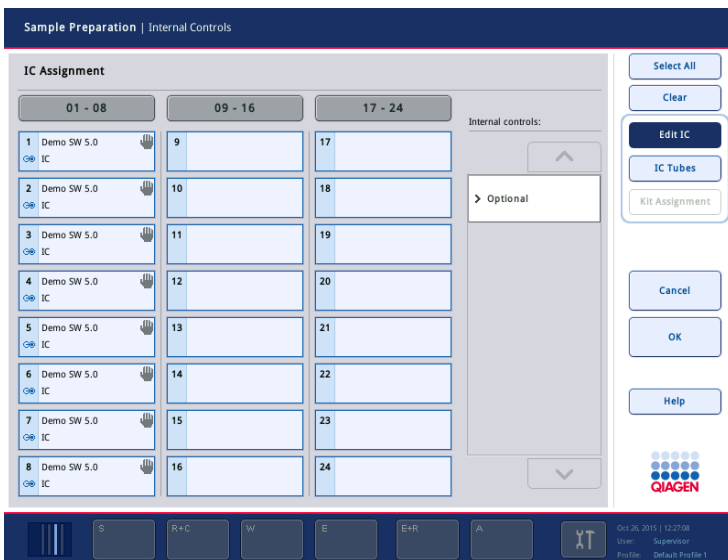 Sample Preparation | Internal Controls
IC Assignment
01 - 08
09 - 16
17 - 24
1 Demo SW 5.0
IC
2 Demo SW 5.0
IC
3 Demo SW 5.0
IC
4 Demo SW 5.0
IC
5 Demo SW 5.0
IC
6 Demo SW 5.0
IC
7 Demo SW 5.0
IC
8 Demo SW 5.0
IC
9
10
11
12
13
14
15
16
17
18
19
20
21
22
23
24
Internal controls:
Optional
Select All
Clear
Edit IC
IC Tubes
Kit Assignment
Cancel
OK
Help
QIAGEN
S
R+C
W
E
E+R
A
Oct 26, 2015 | 12:27:08
User: Supervisor
Profile: Default Profile 1